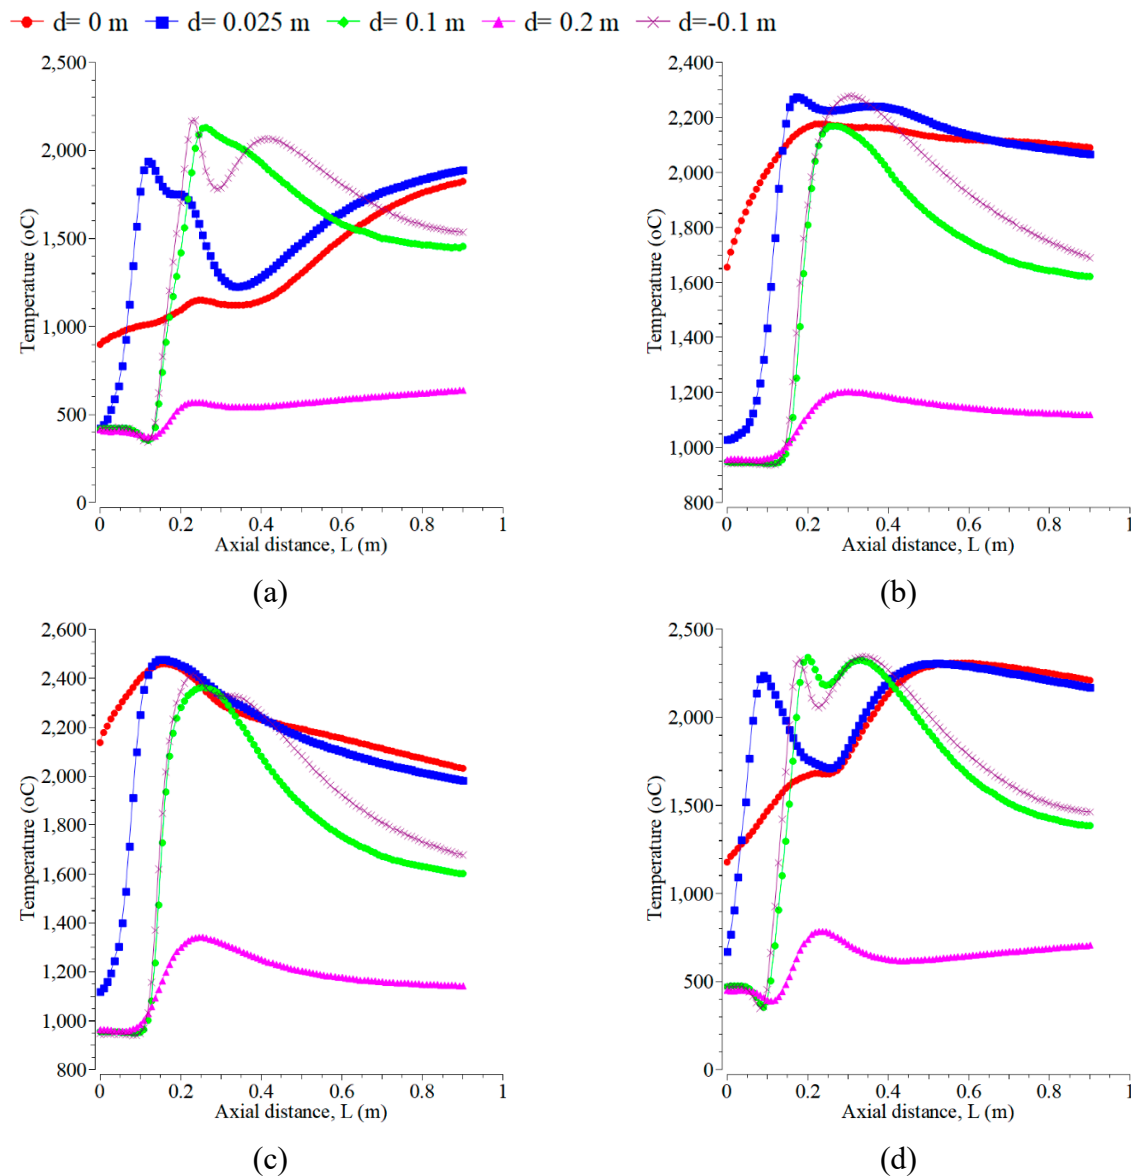 d= 0 m d= 0.025 m d= 0.1 m d= 0.2 m d=-0.1 m
2,500
2,000
1,500
1,000
500
0
Temperature (oC)
0 0.2 0.4 0.6 0.8 1
Axial distance, L (m)
(a)
2,400
2,200
2,000
1,800
1,600
1,400
1,200
1,000
800
Temperature (oC)
0 0.2 0.4 0.6 0.8 1
Axial distance, L (m)
(b)
2,600
2,400
2,200
2,000
1,800
1,600
1,400
1,200
1,000
800
Temperature (oC)
0 0.2 0.4 0.6 0.8 1
Axial distance, L (m)
(c)
2,500
2,000
1,500
1,000
500
0
Temperature (oC)
0 0.2 0.4 0.6 0.8 1
Axial distance, L (m)
(d)